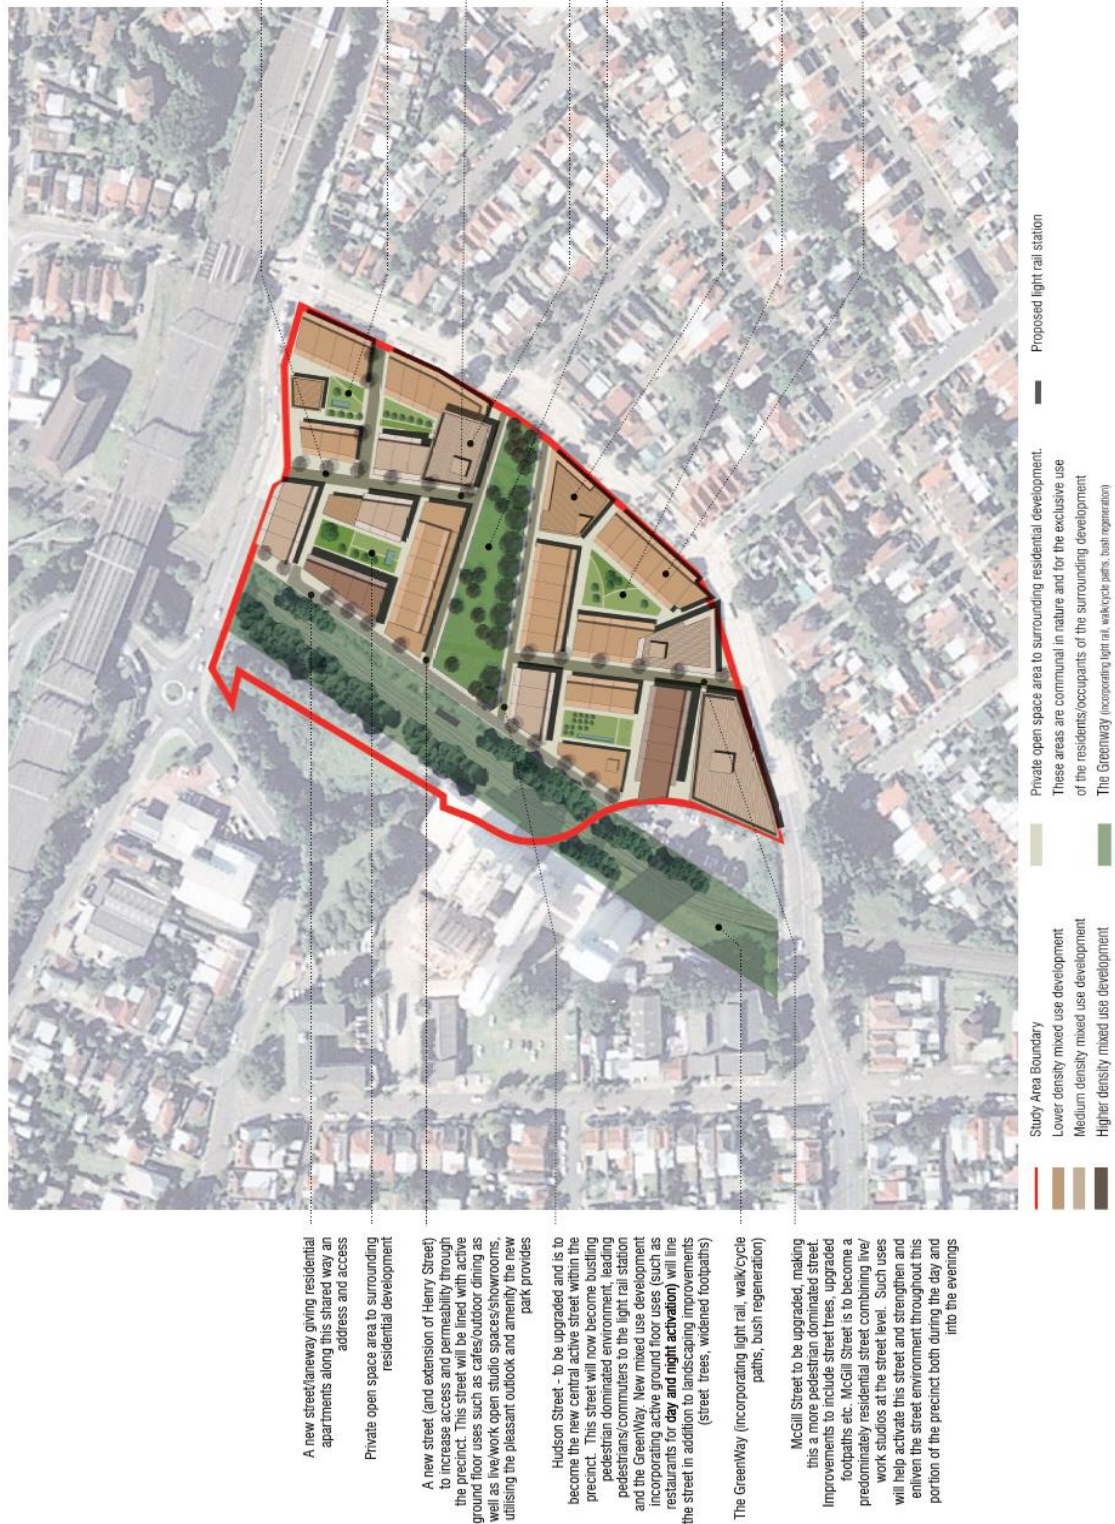 A new street/laneway giving residential
apartments along this shared way an
address and access
Private open space area to surrounding
residential development
A new street (and extension of Henry Street)
to increase access and permeability through
the precinct. This street will be lined with active
ground floor uses such as cafes/outdoor dining as
well as live/work open studio spaces/showrooms,
utilising the pleasant outlook and amenity the new
park provides
Hudson Street - to be upgraded and is to
become the new central active street within the
precinct. This street will now become bustling
pedestrian dominated environment, leading
pedestrians/commuters to the light rail station
and the GreenWay. New mixed use development
incorporating active ground floor uses (such as
restaurants for day and night activation) will line
the street in addition to landscaping improvements
(street trees, widened footpaths)
The GreenWay (incorporating light rail, walk/cycle
paths, bush regeneration)
McGill Street to be upgraded, making
this a more pedestrian dominated street.
Improvements to include street trees, upgraded
footpaths etc. McGill Street is to become a
predominately residential street combining live/
work studios at the street level. Such uses
will help activate this street and strengthen and
enliven the street environment throughout this
portion of the precinct both during the day and
into the evenings
Study Area Boundary
Lower density mixed use development
Medium density mixed use development
Higher density mixed use development
Private open space area to surrounding residential development.
These areas are communal in nature and for the exclusive use
of the residents/occupants of the surrounding development
The Greenway (incorporating light rail, walk/cycle paths, bush regeneration)
Proposed light rail station